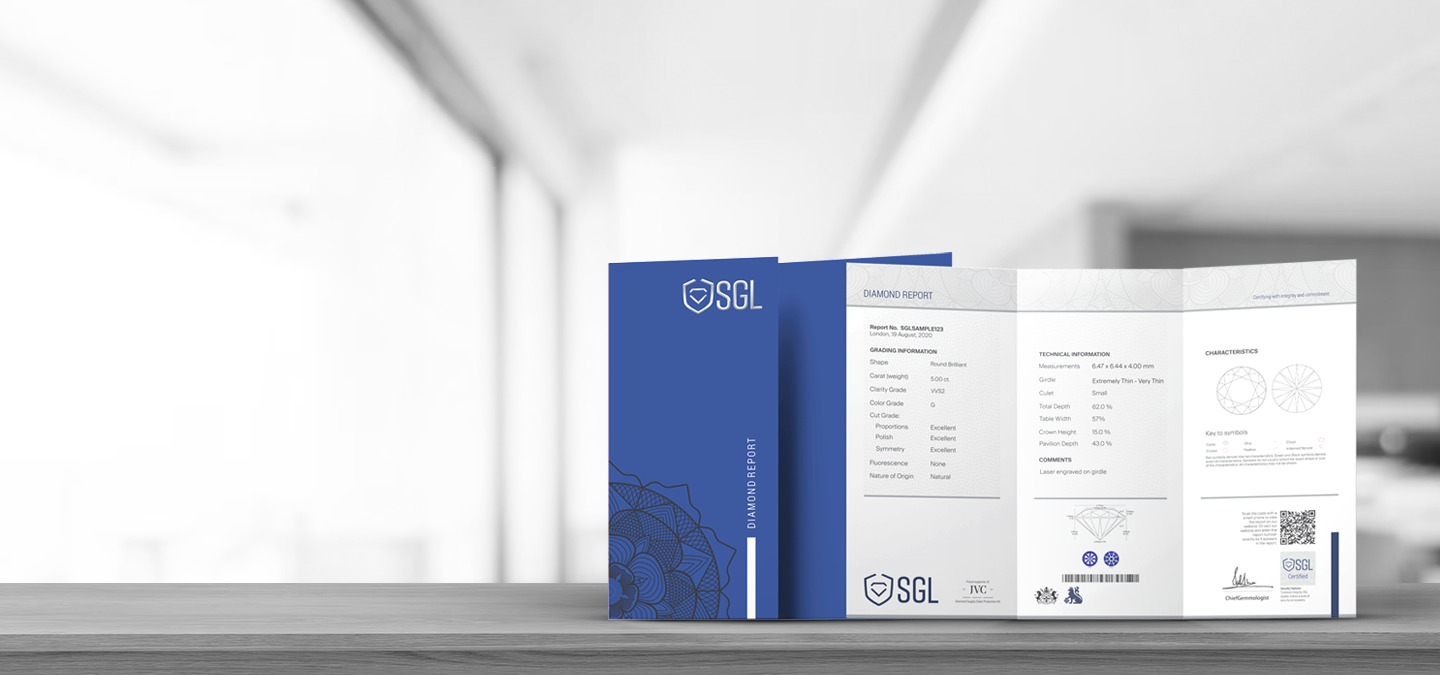 SGL
DIAMOND REPORT
DIAMOND REPORT
Report No. SGLSAMPLE123
London, 19 August, 2020
GRADING INFORMATION
Shape Round Brilliant
Carat (weight) 5.00 ct.
Clarity Grade VVS2
Color Grade G
Cut Grade:
Proportions Excellent
Polish Excellent
Symmetry Excellent
Fluorescence None
Nature of Origin Natural
SGL
JVC
TECHNICAL INFORMATION
Measurements 6.47 x 6.44 x 4.00 mm
Girdle Extremely Thin - Very Thin
Culet Small
Total Depth 62.0 %
Table Width 57%
Crown Height 15.0 %
Pavilion Depth 43.0 %
COMMENTS
Laser engraved on girdle
Certifying with integrity and commitment
CHARACTERISTICS
Key to symbols
ChiefGemmologist
SGL
Certified